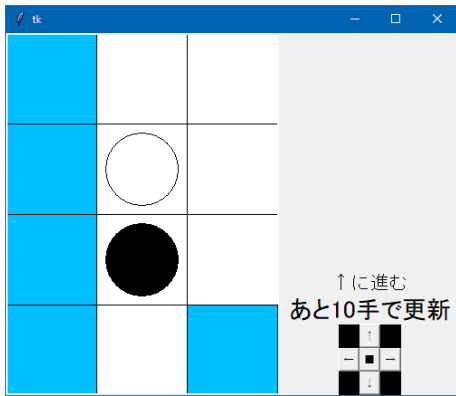 tk
↑に進む
あと10手で更新
↑
← ■ →
↓